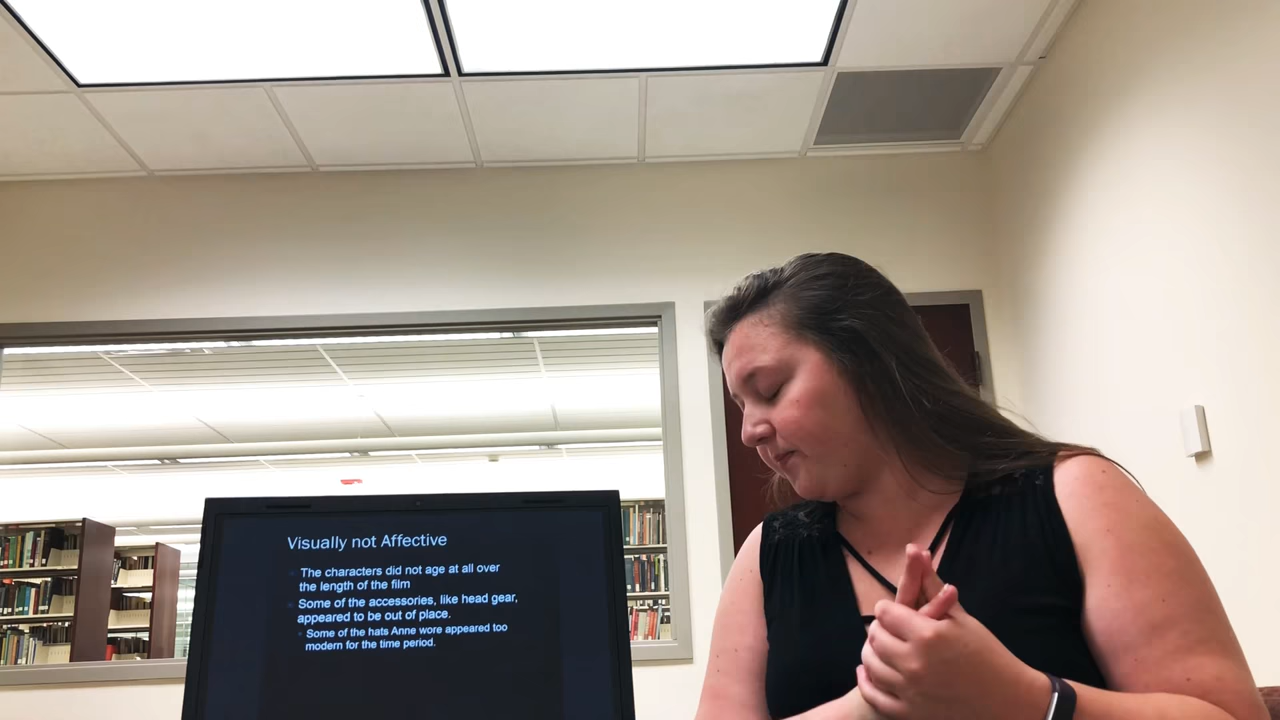 Visually not Affective
The characters did not age at all over
the length of the film
Some of the accessories, like head gear,
appeared to be out of place.
Some of the hats Anne wore appeared too
modern for the time period.